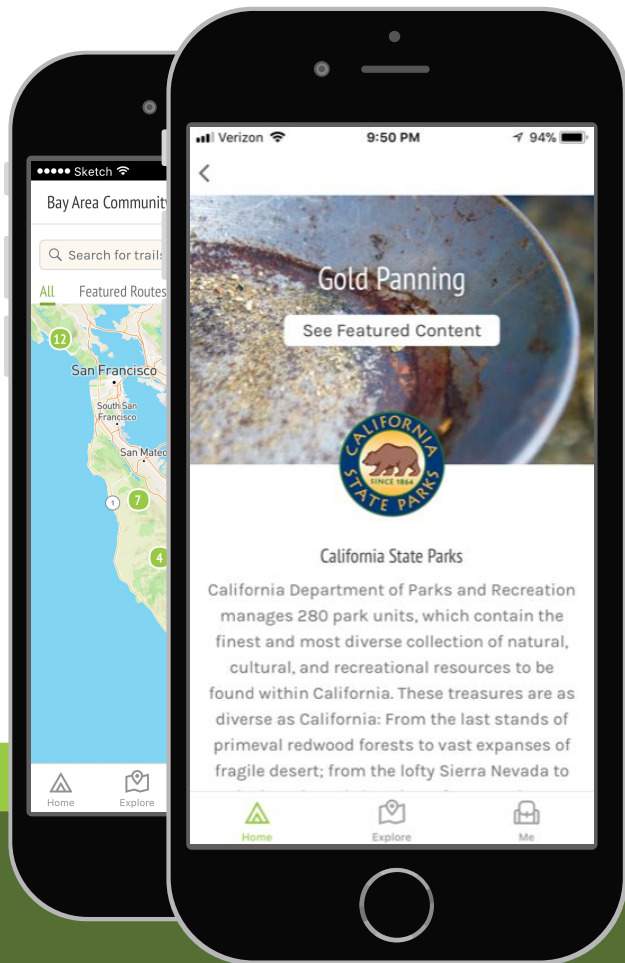 Sketch
Bay Area Community
Search for trails
All Featured Routes
12
San Francisco
South San
Francisco
San Mateo
1
7
4
Home Explore
Verizon 9:50 PM 94%
Gold Panning
See Featured Content
CALIFORNIA
SINCE 1864
STATE PARKS
California State Parks
California Department of Parks and Recreation
manages 280 park units, which contain the
finest and most diverse collection of natural,
cultural, and recreational resources to be
found within California. These treasures are as
diverse as California: From the last stands of
primeval redwood forests to vast expanses of
fragile desert; from the lofty Sierra Nevada to
Home Explore Me